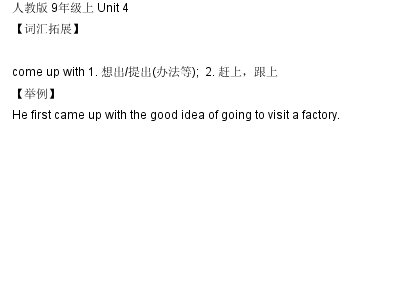 人教版 9年级上 Unit 4
【词汇拓展】
come up with 1. 想出/提出(办法等);  2. 赶上，跟上
【举例】
He first came up with the good idea of going to visit a factory.